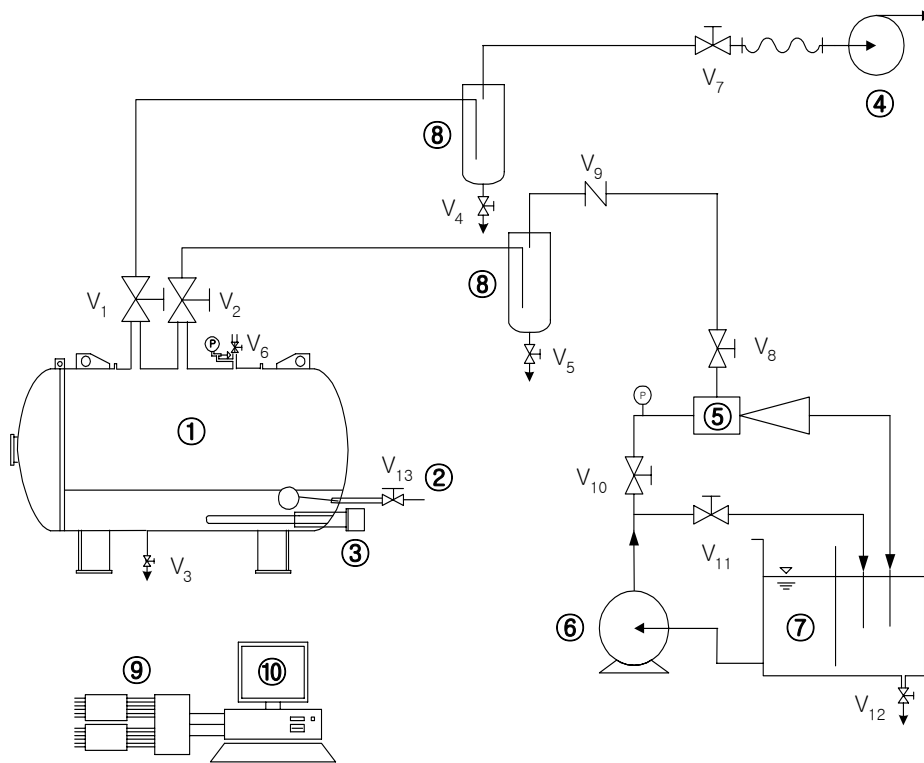 V7
④
⑧
V9
V4
V1
V2
⑧
P
V6
V5
V8
P
⑤
①
V13
②
V10
③
V3
V11
⑥
⑦
⑨
⑩
V12